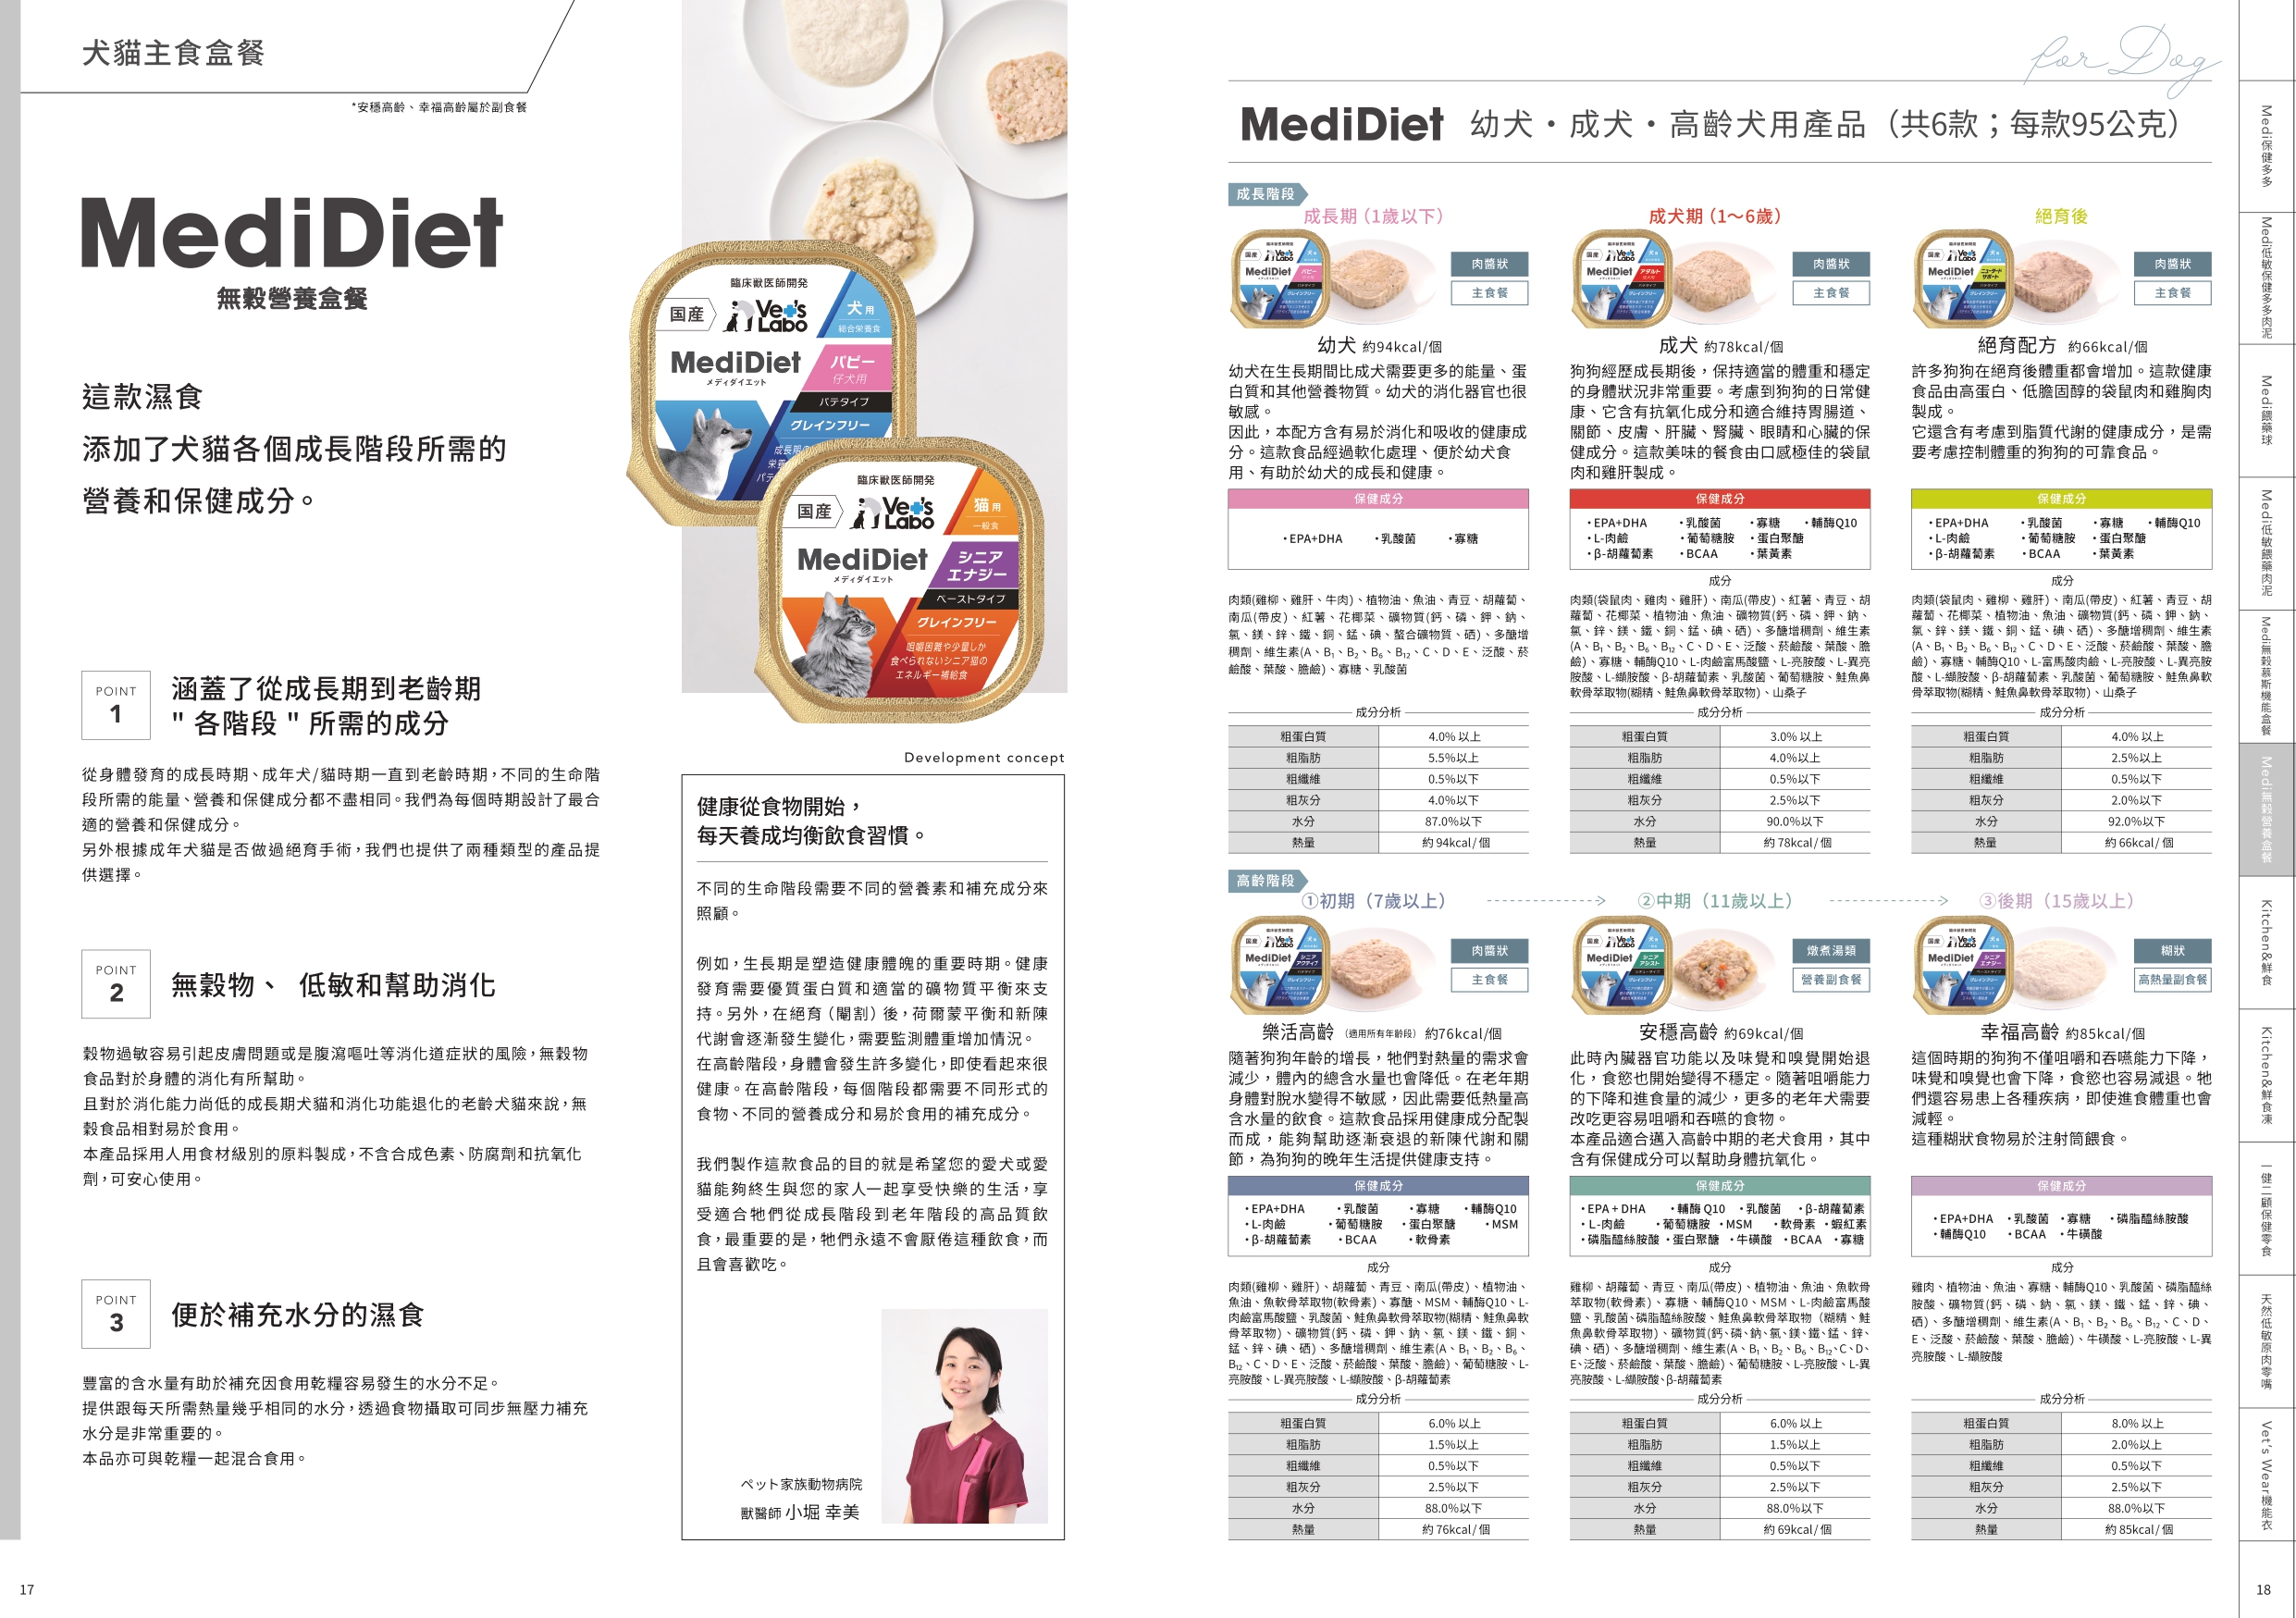 犬貓主食盒餐
*安穩高齡、幸福高齡屬於副食餐
MediDiet
無穀營養盒餐
這款濕食
添加了犬貓各個成長階段所需的
營養和保健成分。
POINT
1
涵蓋了從成長期到老齡期
" 各階段 " 所需的成分
從身體發育的成長時期、成年犬/貓時期一直到老齡時期，不同的生命階
段所需的能量、營養和保健成分都不盡相同。我們為每個時期設計了最合
適的營養和保健成分。
另外根據成年犬貓是否做過絕育手術，我們也提供了兩種類型的產品提
供選擇。
POINT
2
無穀物、 低敏和幫助消化
穀物過敏容易引起皮膚問題或是腹瀉嘔吐等消化道症狀的風險，無穀物
食品對於身體的消化有所幫助。
且對於消化能力尚低的成長期犬貓和消化功能退化的老齡犬貓來說，無
穀食品相對易於食用。
本產品採用人用食材級別的原料製成，不含合成色素、防腐劑和抗氧化
劑，可安心使用。
POINT
3
便於補充水分的濕食
豐富的含水量有助於補充因食用乾糧容易發生的水分不足。
提供跟每天所需熱量幾乎相同的水分，透過食物攝取可同步無壓力補充
水分是非常重要的。
本品亦可與乾糧一起混合食用。
17
臨床獣医師開発
国産
Vet's
Labo
犬用
総合栄養食
MediDiet
メディダイエット
パピー
仔犬用
パテタイプ
グレインフリー
臨床獣医師開発
国産
Vet's
Labo
猫用
一般食
MediDiet
メディダイエット
シニア
エナジー
ペーストタイプ
グレインフリー
咀嚼困難や少量しか
食べられないシニア猫の
エネルギー補給食
Development concept
健康從食物開始，
每天養成均衡飲食習慣。
不同的生命階段需要不同的營養素和補充成分來
照顧。
例如，生長期是塑造健康體魄的重要時期。健康
發育需要優質蛋白質和適當的礦物質平衡來支
持。另外，在絕育（閹割）後，荷爾蒙平衡和新陳
代謝會逐漸發生變化，需要監測體重增加情況。
在高齡階段，身體會發生許多變化，即使看起來很
健康。在高齡階段，每個階段都需要不同形式的
食物、不同的營養成分和易於食用的補充成分。
我們製作這款食品的目的就是希望您的愛犬或愛
貓能夠終生與您的家人一起享受快樂的生活，享
受適合牠們從成長階段到老年階段的高品質飲
食，最重要的是，牠們永遠不會厭倦這種飲食，而
且會喜歡吃。
ペット家族動物病院
獸醫師 小堀 幸美
for Dog
MediDiet 幼犬・成犬・高齡犬用產品（共6款；每款95公克）
成長階段
成長期（1歲以下）
肉醬狀
主食餐
幼犬 約94kcal/個
幼犬在生長期間比成犬需要更多的能量、蛋
白質和其他營養物質。幼犬的消化器官也很
敏感。
因此，本配方含有易於消化和吸收的健康成
分。這款食品經過軟化處理、便於幼犬食
用、有助於幼犬的成長和健康。
保健成分
・EPA+DHA ・乳酸菌 ・寡糖
肉類(雞柳、雞肝、牛肉)、植物油、魚油、青豆、胡蘿蔔、
南瓜(帶皮)、紅薯、花椰菜、礦物質(鈣、磷、鉀、鈉、
氯、鎂、鋅、鐵、銅、錳、碘、螯合礦物質、硒)、多醣增
稠劑、維生素(A、B₁、B₂、B₆、B₁₂、C、D、E、泛酸、菸
鹼酸、葉酸、膽鹼)、寡糖、乳酸菌
成分分析
粗蛋白質 4.0% 以上
粗脂肪 5.5%以上
粗纖維 0.5%以下
粗灰分 4.0%以下
水分 87.0%以下
熱量 約 94kcal/ 個
成犬期（1～6歲）
肉醬狀
主食餐
成犬 約78kcal/個
狗狗經歷成長期後，保持適當的體重和穩定
的身體狀況非常重要。考慮到狗狗的日常健
康、它含有抗氧化成分和適合維持胃腸道、
關節、皮膚、肝臟、腎臟、眼睛和心臟的保
健成分。這款美味的餐食由口感極佳的袋鼠
肉和雞肝製成。
保健成分
・EPA+DHA ・乳酸菌 ・寡糖 ・輔酶Q10
・L-肉鹼 ・葡萄糖胺 ・蛋白聚醣
・β-胡蘿蔔素 ・BCAA ・葉黃素
成分
肉類(袋鼠肉、雞肉、雞肝)、南瓜(帶皮)、紅薯、青豆、胡
蘿蔔、花椰菜、植物油、魚油、礦物質(鈣、磷、鉀、鈉、
氯、鋅、鎂、鐵、銅、錳、碘、硒)、多醣增稠劑、維生素
(A、B₁、B₂、B₆、B₁₂、C、D、E、泛酸、菸鹼酸、葉酸、膽
鹼)、寡糖、輔酶Q10、L-肉鹼富馬酸鹽、L-亮胺酸、L-異亮
胺酸、L-纈胺酸、β-胡蘿蔔素、乳酸菌、葡萄糖胺、鮭魚鼻
軟骨萃取物(糊精、鮭魚鼻軟骨萃取物)、山桑子
成分分析
粗蛋白質 3.0% 以上
粗脂肪 4.0%以上
粗纖維 0.5%以下
粗灰分 2.5%以下
水分 90.0%以下
熱量 約 78kcal/ 個
絕育後
肉醬狀
主食餐
絕育配方 約66kcal/個
許多狗狗在絕育後體重都會增加。這款健康
食品由高蛋白、低膽固醇的袋鼠肉和雞胸肉
製成。
它還含有考慮到脂質代謝的健康成分，是需
要考慮控制體重的狗狗的可靠食品。
保健成分
・EPA+DHA ・乳酸菌 ・寡糖 ・輔酶Q10
・L-肉鹼 ・葡萄糖胺 ・蛋白聚醣
・β-胡蘿蔔素 ・BCAA ・葉黃素
成分
肉類(袋鼠肉、雞柳、雞肝)、南瓜(帶皮)、紅薯、青豆、胡
蘿蔔、花椰菜、植物油、魚油、礦物質(鈣、磷、鉀、鈉、
氯、鋅、鎂、鐵、銅、錳、碘、硒)、多醣增稠劑、維生素
(A、B₁、B₂、B₆、B₁₂、C、D、E、泛酸、菸鹼酸、葉酸、膽
鹼)、寡糖、輔酶Q10、L-富馬酸肉鹼、L-亮胺酸、L-異亮胺
酸、L-纈胺酸、β-胡蘿蔔素、乳酸菌、葡萄糖胺、鮭魚鼻軟
骨萃取物(糊精、鮭魚鼻軟骨萃取物)、山桑子
成分分析
粗蛋白質 4.0% 以上
粗脂肪 2.5%以上
粗纖維 0.5%以下
粗灰分 2.0%以下
水分 92.0%以下
熱量 約 66kcal/ 個
高齡階段
①初期（7歲以上）
肉醬狀
主食餐
樂活高齡（適用所有年齡段）約76kcal/個
隨著狗狗年齡的增長，牠們對熱量的需求會
減少，體內的總含水量也會降低。在老年期
身體對脫水變得不敏感，因此需要低熱量高
含水量的飲食。這款食品採用健康成分配製
而成，能夠幫助逐漸衰退的新陳代謝和關
節，為狗狗的晚年生活提供健康支持。
保健成分
・EPA+DHA ・乳酸菌 ・寡糖 ・輔酶Q10
・L-肉鹼 ・葡萄糖胺 ・蛋白聚醣 ・MSM
・β-胡蘿蔔素 ・BCAA ・軟骨素
成分
肉類(雞柳、雞肝)、胡蘿蔔、青豆、南瓜(帶皮)、植物油、
魚油、魚軟骨萃取物(軟骨素)、寡醣、MSM、輔酶Q10、L-
肉鹼富馬酸鹽、乳酸菌、鮭魚鼻軟骨萃取物(糊精、鮭魚鼻軟
骨萃取物)、礦物質(鈣、磷、鉀、鈉、氯、鎂、鐵、銅、
錳、鋅、碘、硒)、多醣增稠劑、維生素(A、B₁、B₂、B₆、
B₁₂、C、D、E、泛酸、菸鹼酸、葉酸、膽鹼)、葡萄糖胺、L-
亮胺酸、L-異亮胺酸、L-纈胺酸、β-胡蘿蔔素
成分分析
粗蛋白質 6.0% 以上
粗脂肪 1.5%以上
粗纖維 0.5%以下
粗灰分 2.5%以下
水分 88.0%以下
熱量 約 76kcal/ 個
②中期（11歲以上）
燉煮湯類
營養副食餐
安穩高齡 約69kcal/個
此時內臟器官功能以及味覺和嗅覺開始退
化，食慾也開始變得不穩定。隨著咀嚼能力
的下降和進食量的減少，更多的老年犬需要
改吃更容易咀嚼和吞嚥的食物。
本產品適合邁入高齡中期的老犬食用，其中
含有保健成分可以幫助身體抗氧化。
保健成分
・EPA + DHA ・輔酶 Q10 ・乳酸菌 ・β-胡蘿蔔素
・L-肉鹼 ・葡萄糖胺 ・MSM ・軟骨素 ・蝦紅素
・磷脂醯絲胺酸 ・蛋白聚醣 ・牛磺酸 ・BCAA ・寡糖
成分
雞柳、胡蘿蔔、青豆、南瓜(帶皮)、植物油、魚油、魚軟骨
萃取物(軟骨素)、寡糖、輔酶Q10、MSM、L-肉鹼富馬酸
鹽、乳酸菌、磷脂醯絲胺酸、鮭魚鼻軟骨萃取物（糊精、鮭
魚鼻軟骨萃取物）、礦物質(鈣、磷、鈉、氯、鎂、鐵、錳、鋅、
碘、硒)、多醣增稠劑、維生素(A、B₁、B₂、B₆、B₁₂、C、D、
E、泛酸、菸鹼酸、葉酸、膽鹼)、葡萄糖胺、L-亮胺酸、L-異
亮胺酸、L-纈胺酸、β-胡蘿蔔素
成分分析
粗蛋白質 6.0% 以上
粗脂肪 1.5%以上
粗纖維 0.5%以下
粗灰分 2.5%以下
水分 88.0%以下
熱量 約 69kcal/ 個
③後期（15歲以上）
糊狀
高熱量副食餐
幸福高齡 約85kcal/個
這個時期的狗狗不僅咀嚼和吞嚥能力下降，
味覺和嗅覺也會下降，食慾也容易減退。牠
們還容易患上各種疾病，即使進食體重也會
減輕。
這種糊狀食物易於注射筒餵食。
保健成分
・EPA+DHA ・乳酸菌 ・寡糖 ・磷脂醯絲胺酸
・輔酶Q10 ・BCAA ・牛磺酸
成分
雞肉、植物油、魚油、寡糖、輔酶Q10、乳酸菌、磷脂醯絲
胺酸、礦物質(鈣、磷、鈉、氯、鎂、鐵、錳、鋅、碘、
硒)、多醣增稠劑、維生素(A、B₁、B₂、B₆、B₁₂、C、D、
E、泛酸、菸鹼酸、葉酸、膽鹼)、牛磺酸、L-亮胺酸、L-異
亮胺酸、L-纈胺酸
成分分析
粗蛋白質 8.0% 以上
粗脂肪 2.0%以上
粗纖維 0.5%以下
粗灰分 2.5%以下
水分 88.0%以下
熱量 約 85kcal/ 個
Medi保健多多
Medi低敏保健多多肉泥
Medi餵藥球
Medi低敏餵藥肉泥
Medi無穀慕斯機能盒餐
Medi無穀營養盒餐
Kitchen&鮮食
Kitchen&鮮食凍
一健二顧保健零食
天然低敏原肉零嘴
Vet's Wear機能衣
18